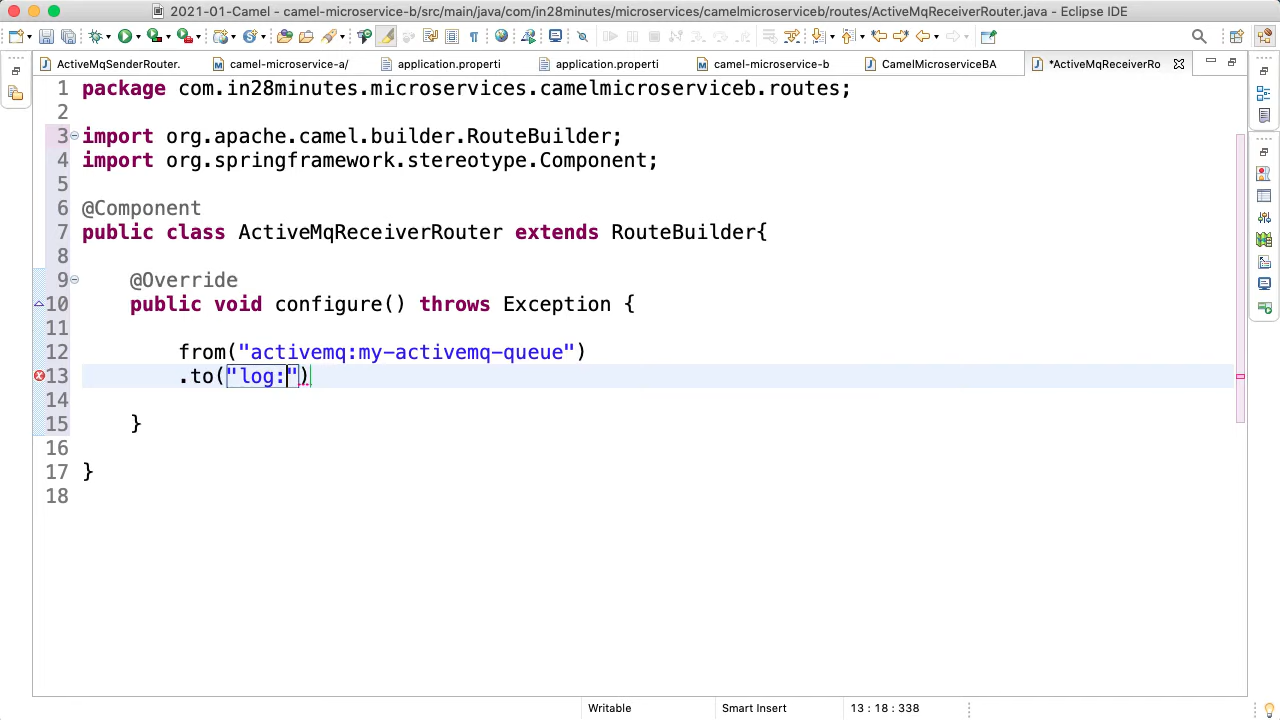 2021-01-Camel - camel-microservice-b/src/main/java/com/in28minutes/microservices/camelmicroserviceb/routes/ActiveMqReceiverRouter.java - Eclipse IDE
ActiveMqSenderRouter. camel-microservice-a/ application.properti application.properti camel-microservice-b CamelMicroserviceBA *ActiveMqReceiverRo
1 package com.in28minutes.microservices.camelmicroserviceb.routes;
2
3 import org.apache.camel.builder.RouteBuilder;
4 import org.springframework.stereotype.Component;
5
6 @Component
7 public class ActiveMqReceiverRouter extends RouteBuilder{
8
9 @Override
10 public void configure() throws Exception {
11
12 from("activemq:my-activemq-queue")
13 .to("log:")
14
15 }
16
17 }
18
Writable Smart Insert 13 : 18 : 338